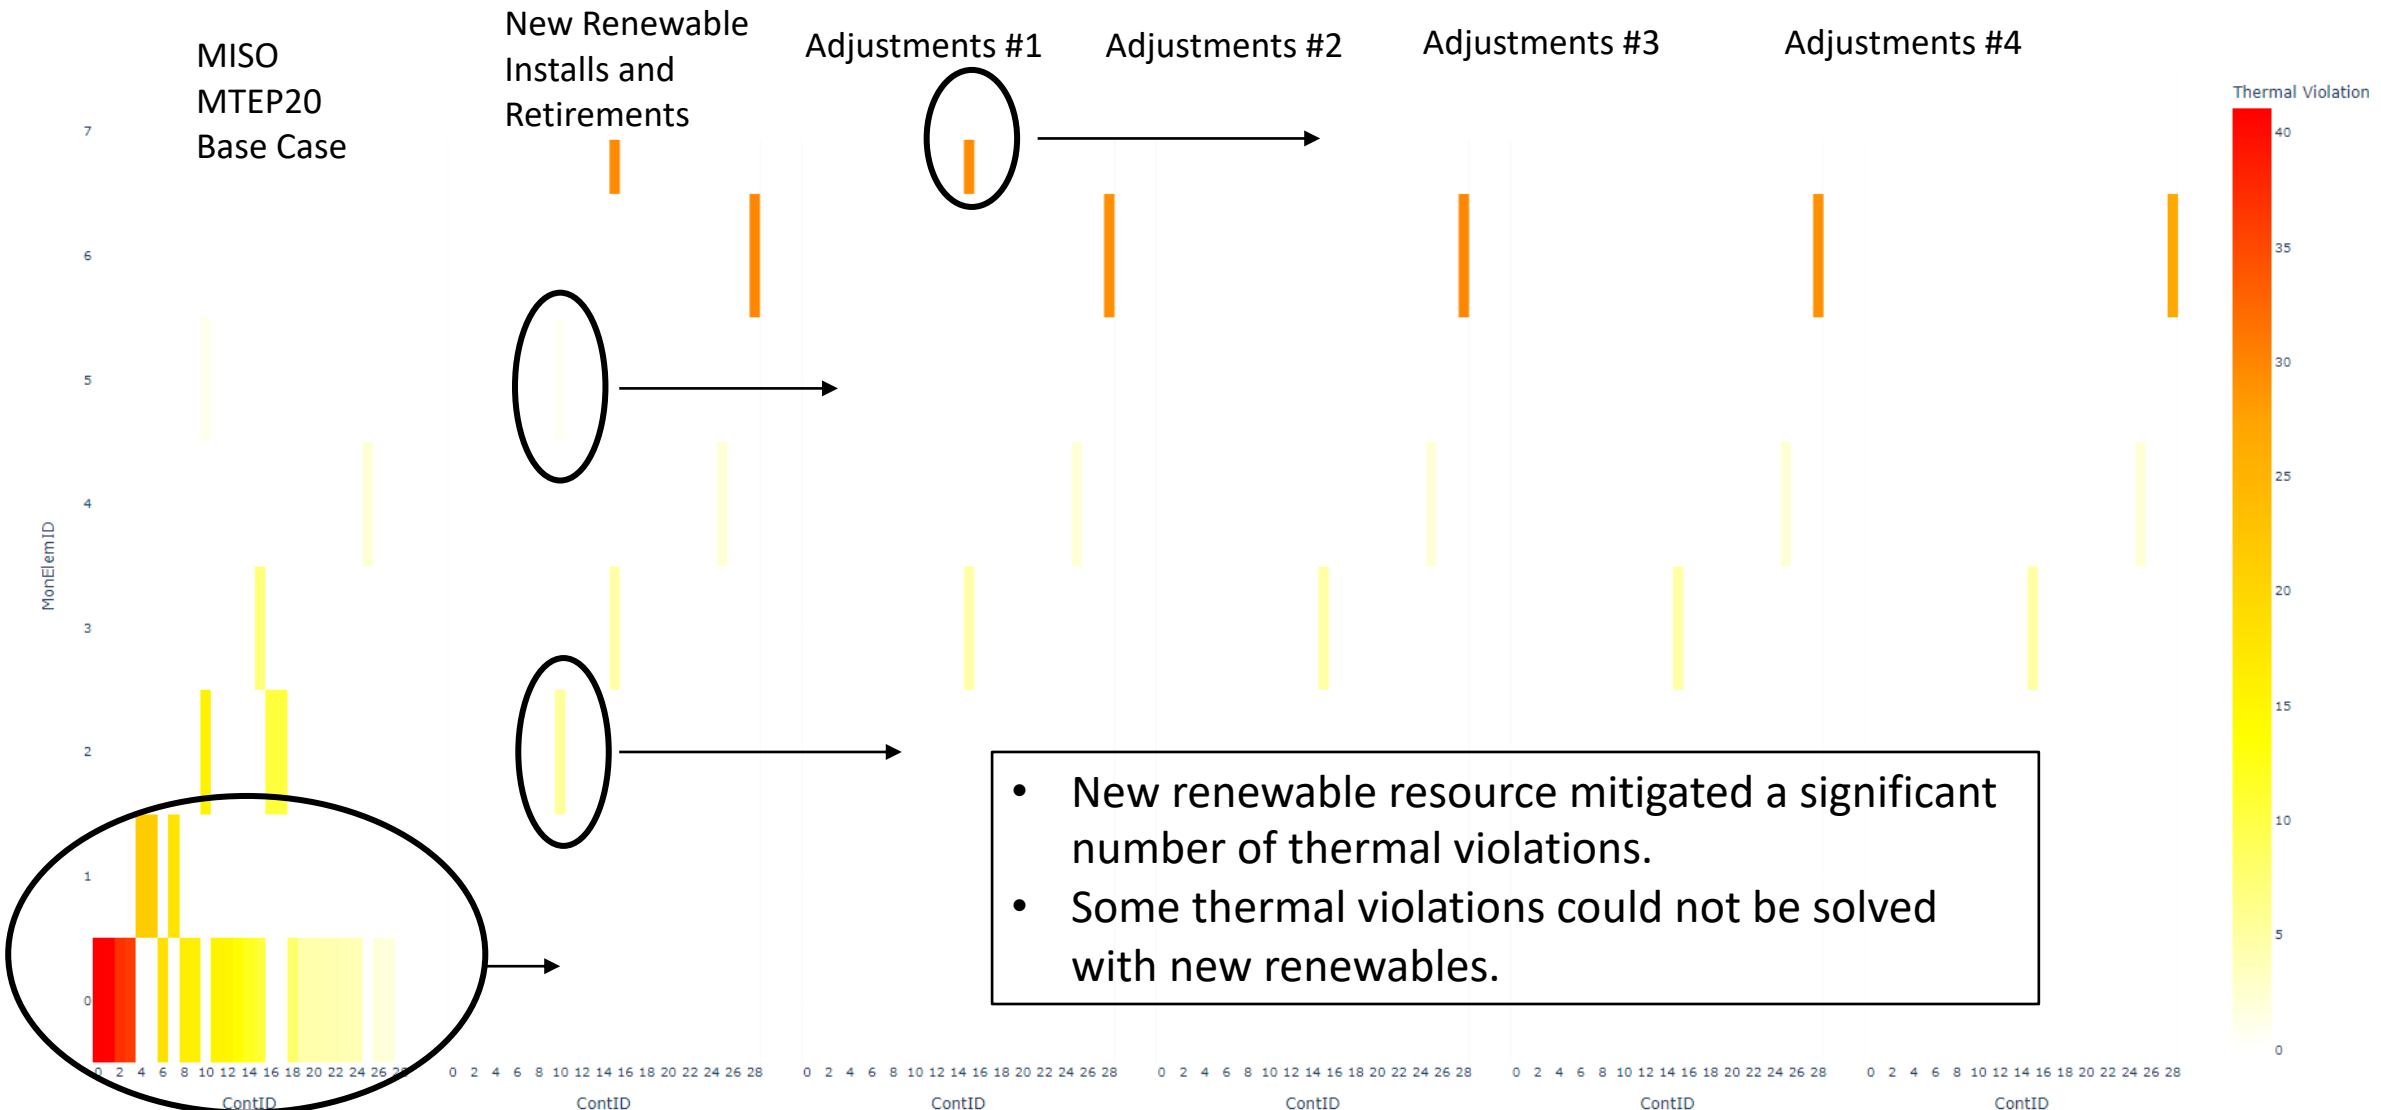 MISO
MTEP20
Base Case
New Renewable
Installs and
Retirements
Adjustments #1
Adjustments #2
Adjustments #3
Adjustments #4
Thermal Violation
40
35
30
25
20
15
10
5
0
MonElemID
7
6
5
4
3
2
1
0
• New renewable resource mitigated a significant
number of thermal violations.
• Some thermal violations could not be solved
with new renewables.
0 2 4 6 8 10 12 14 16 18 20 22 24 26 28
0 2 4 6 8 10 12 14 16 18 20 22 24 26 28
0 2 4 6 8 10 12 14 16 18 20 22 24 26 28
0 2 4 6 8 10 12 14 16 18 20 22 24 26 28
0 2 4 6 8 10 12 14 16 18 20 22 24 26 28
0 2 4 6 8 10 12 14 16 18 20 22 24 26 28
ContID
ContID
ContID
ContID
ContID
ContID